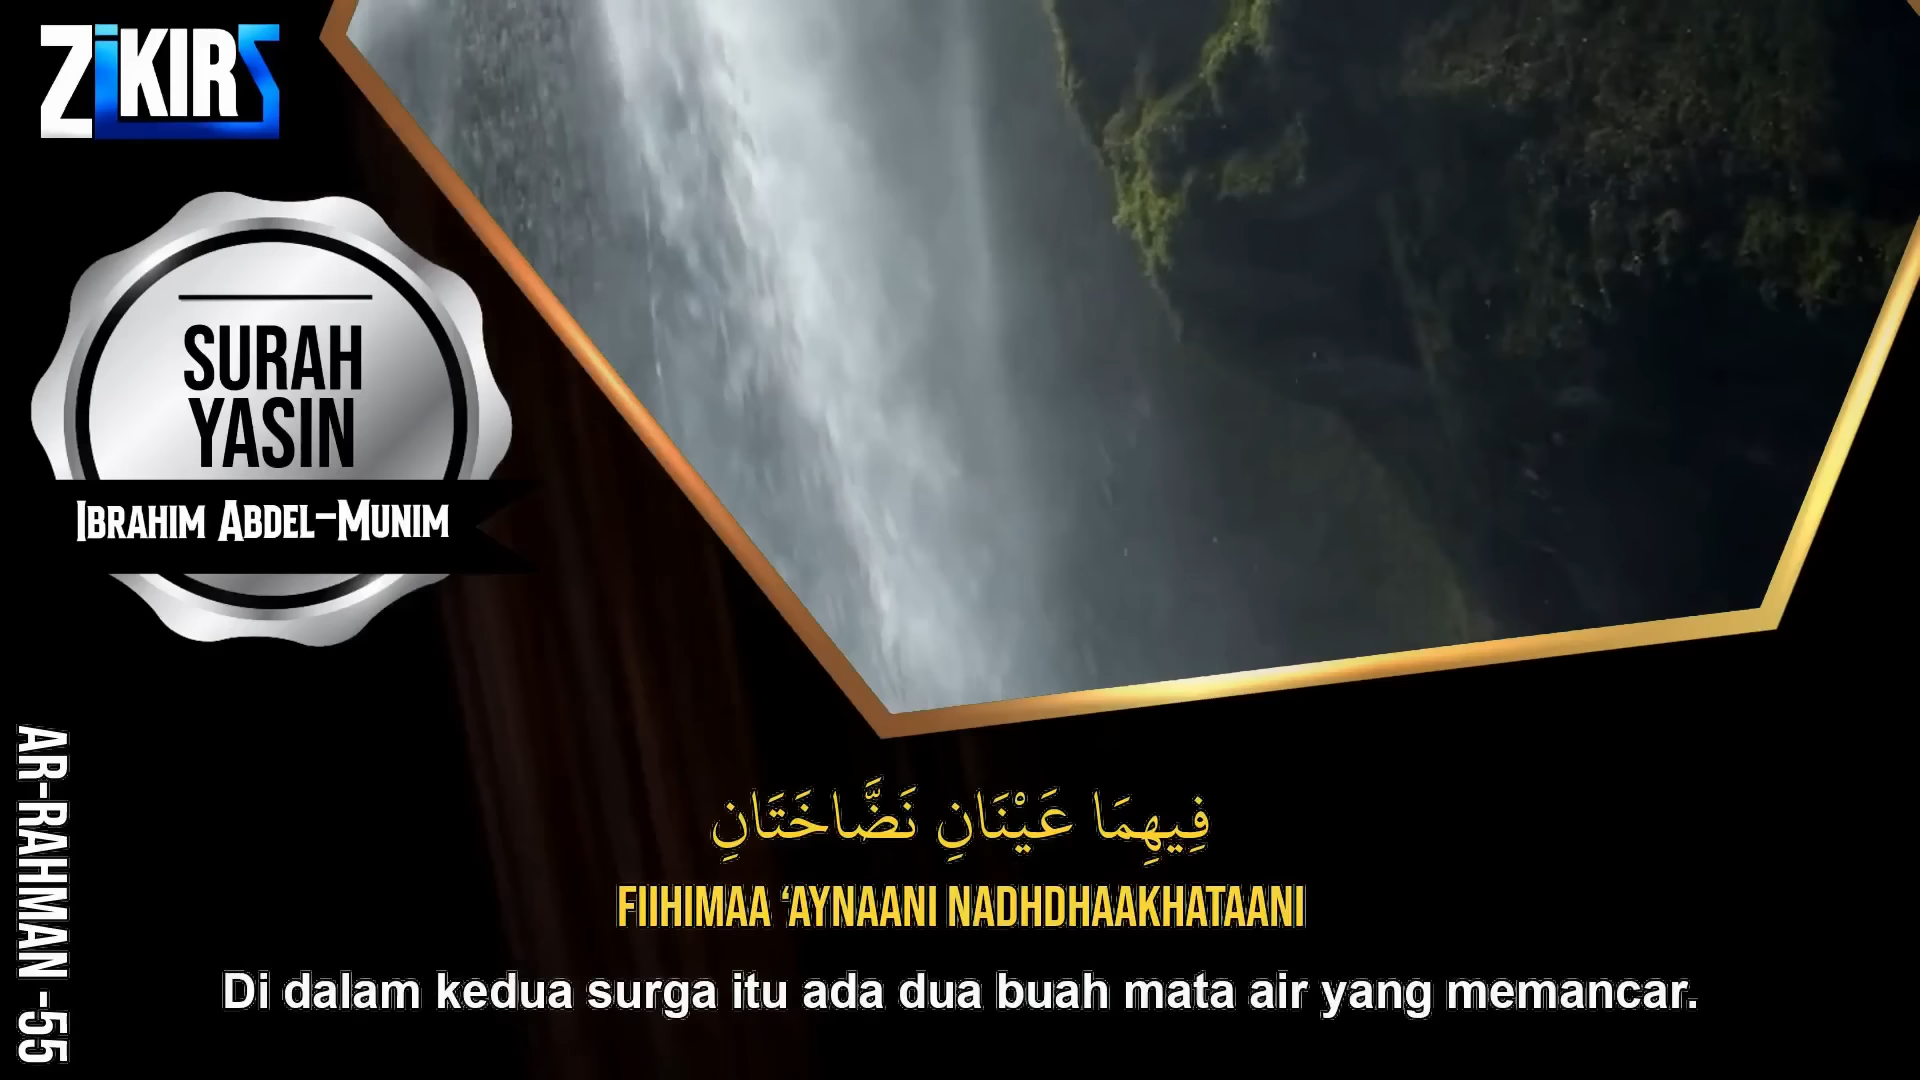 ZiKIRS
SURAH
YASIN
IBRAHIM ABDEL-MUNIM
AR-RAHMAN - 55
فِيهِمَا عَيْنَانِ نَضَّاخَتَانِ
FIIHIMAA ‘AYNAANI NADHDHAAKHATAANI
Di dalam kedua surga itu ada dua buah mata air yang memancar.